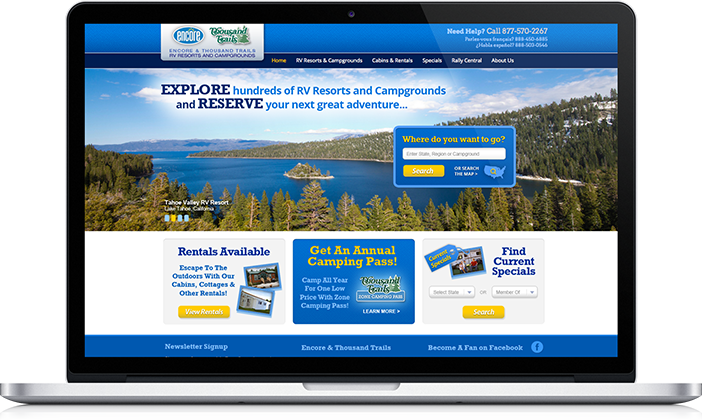 encore
Thousand Trails
ENCORE & THOUSAND TRAILS
RV RESORTS AND CAMPGROUNDS
Need Help? Call 877-570-2267
Parlez-vous français? 888-450-6885
¿Habla español? 888-503-0546
Home RV Resorts & Campgrounds Cabins & Rentals Specials Rally Central About Us
EXPLORE hundreds of RV Resorts and Campgrounds
and RESERVE your next great adventure...
Where do you want to go?
Enter State, Region or Campground
Search
OR SEARCH
THE MAP >
Tahoe Valley RV Resort
Lake Tahoe, California
Rentals Available
Escape To The
Outdoors With Our
Cabins, Cottages &
Other Rentals!
View Rentals
Get An Annual
Camping Pass!
Camp All Year
For One Low
Price With Zone
Camping Pass!
Thousand
Trails
ZONE CAMPING PASS
LEARN MORE >
Current
Specials
Find
Current
Specials
Select State OR Member Of
Search
Newsletter Signup
Encore & Thousand Trails
Become A Fan on Facebook
f